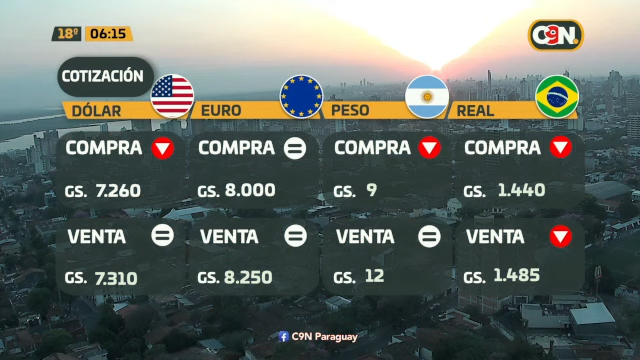 18º 06:15
C9N.
COTIZACIÓN
DÓLAR EURO PESO REAL
COMPRA COMPRA COMPRA COMPRA
GS. 7.260 GS. 8.000 GS. 9 GS. 1.440
VENTA VENTA VENTA VENTA
GS. 7.310 GS. 8.250 GS. 12 GS. 1.485
C9N Paraguay